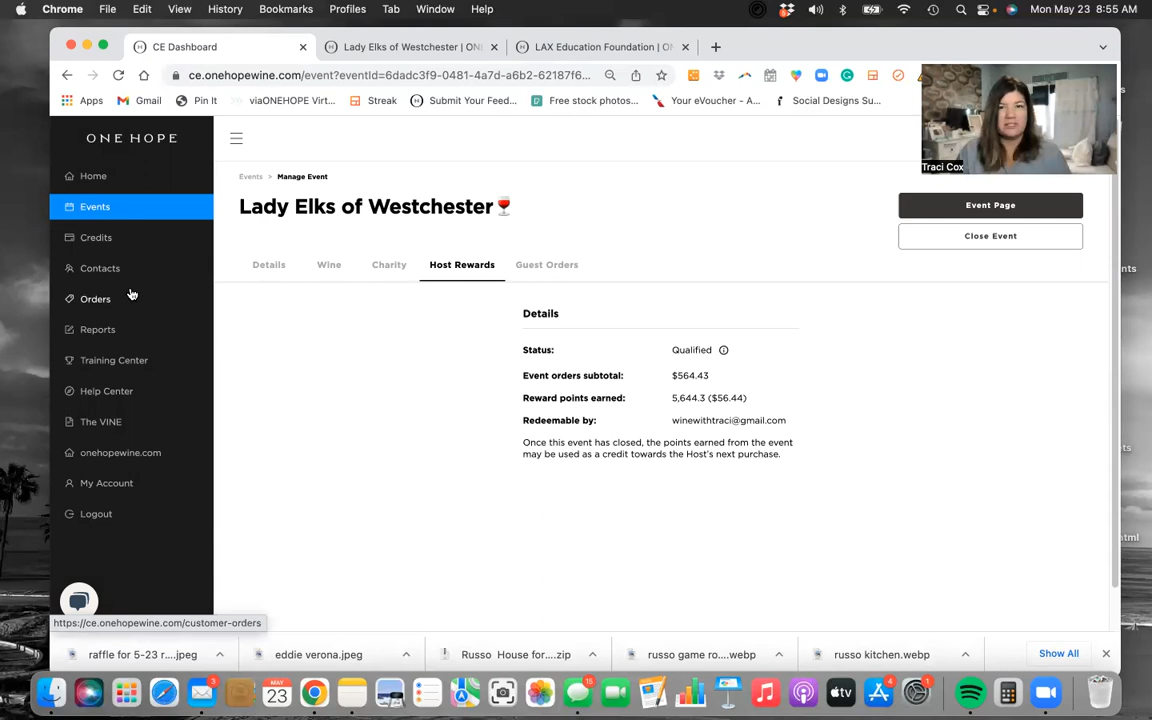 Chrome File Edit View History Bookmarks Profiles Tab Window Help Mon May 23 8:55 AM
CE Dashboard Lady Elks of Westchester | ONE LAX Education Foundation | O
ce.onehopewine.com/event?eventId=6dadc3f9-0481-4a7d-a6b2-62187f6...
Apps Gmail Pin It viaONEHOPE Virt... Streak Submit Your Feed... Free stock photos... Your eVoucher - A... Social Designs Su...
Traci Cox
ONE HOPE
Home
Events
Credits
Contacts
Orders
Reports
Training Center
Help Center
The VINE
onehopewine.com
My Account
Logout
Events > Manage Event
Lady Elks of Westchester🍷
Event Page
Close Event
Details Wine Charity Host Rewards Guest Orders
Details
Status: Qualified
Event orders subtotal: $564.43
Reward points earned: 5,644.3 ($56.44)
Redeemable by: winewithtraci@gmail.com
Once this event has closed, the points earned from the event
may be used as a credit towards the Host's next purchase.
https://ce.onehopewine.com/customer-orders
raffle for 5-23 r....jpeg eddie verona.jpeg Russo House for....zip russo game ro....webp russo kitchen.webp Show All
3 MAY 23 15 4 1